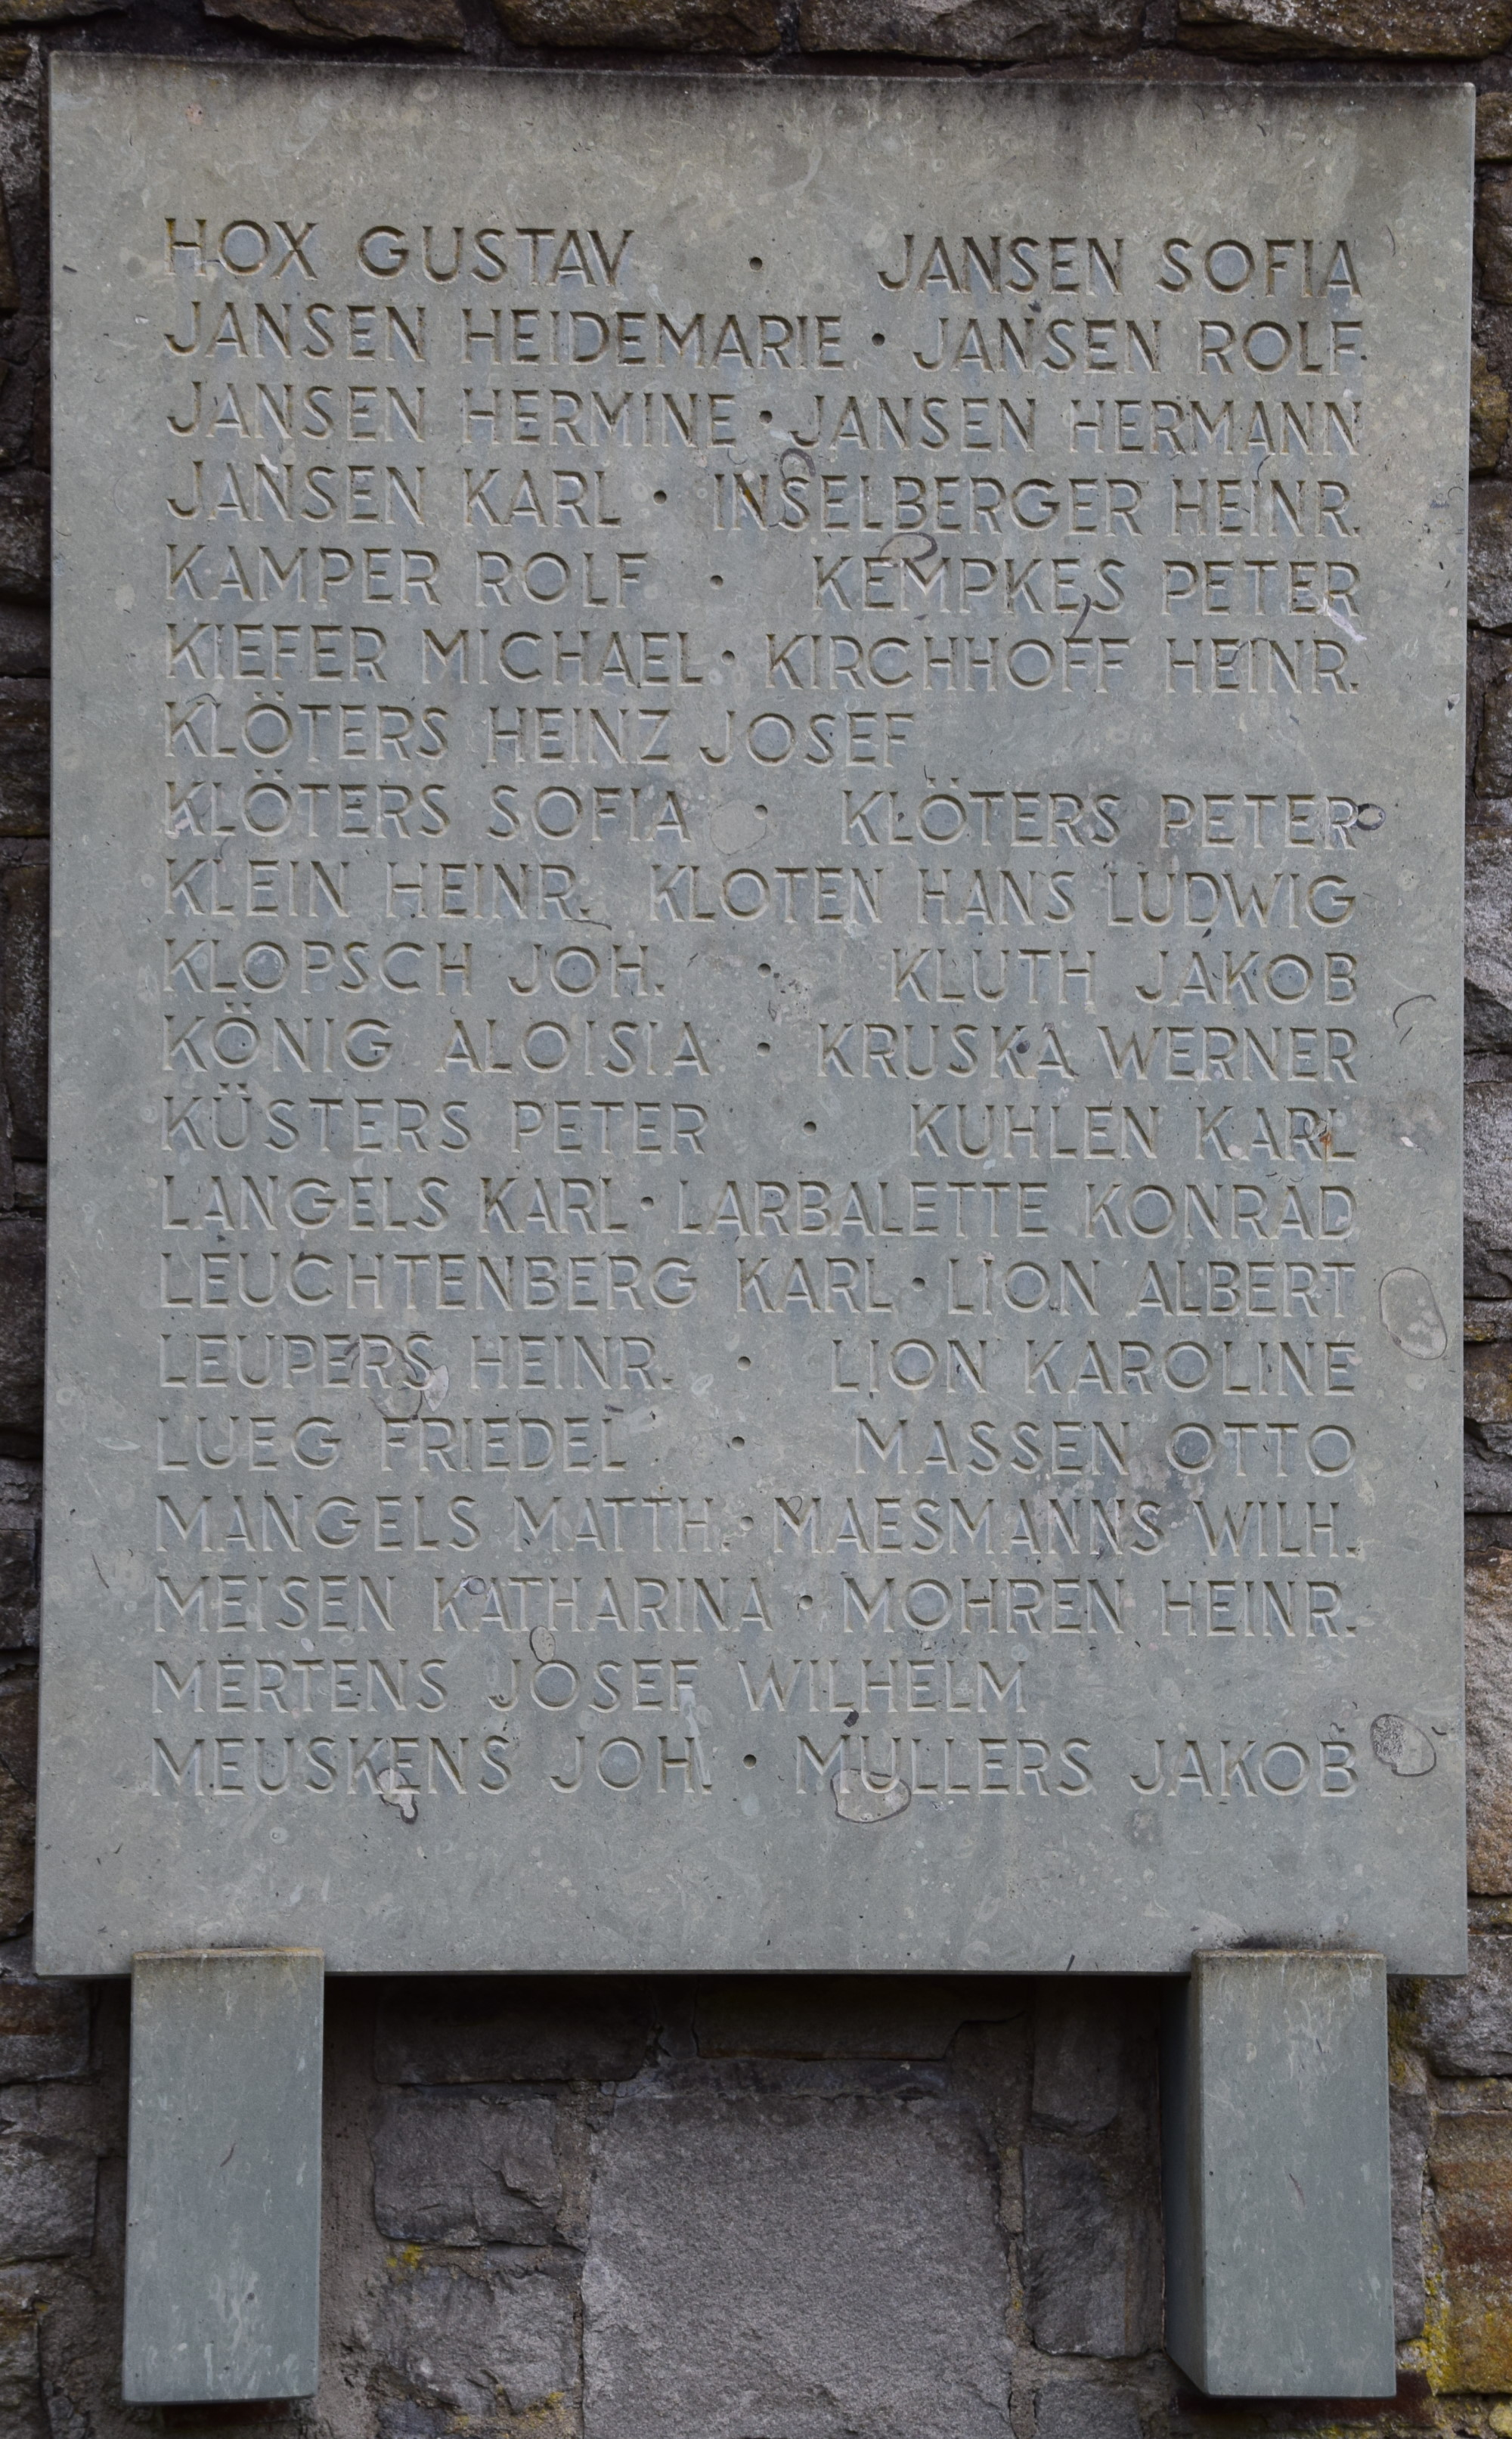 HOX GUSTAV · JANSEN SOFIA
JANSEN HEIDEMARIE · JANSEN ROLF
JANSEN HERMINE · JANSEN HERMANN
JANSEN KARL · INSELBERGER HEINR.
KAMPER ROLF · KEMPKES PETER
KIEFER MICHAEL · KIRCHHOFF HEINR.
KLÖTERS HEINZ JOSEF
KLÖTERS SOFIA · KLÖTERS PETER
KLEIN HEINR. KLOTEN HANS LUDWIG
KLOPSCH JOH. · KLUTH JAKOB
KÖNIG ALOISIA · KRUSKA WERNER
KÜSTERS PETER · KUHLEN KARL
LANGELS KARL · LARBALETTE KONRAD
LEUCHTENBERG KARL · LION ALBERT
LEUPERS HEINR. · LION KAROLINE
LUEG FRIEDEL · MASSEN OTTO
MANGELS MATTH. · MAESMANNS WILH.
MEISEN KATHARINA · MOHREN HEINR.
MERTENS JOSEF WILHELM
MEUSKENS JOH. · MULLERS JAKOB